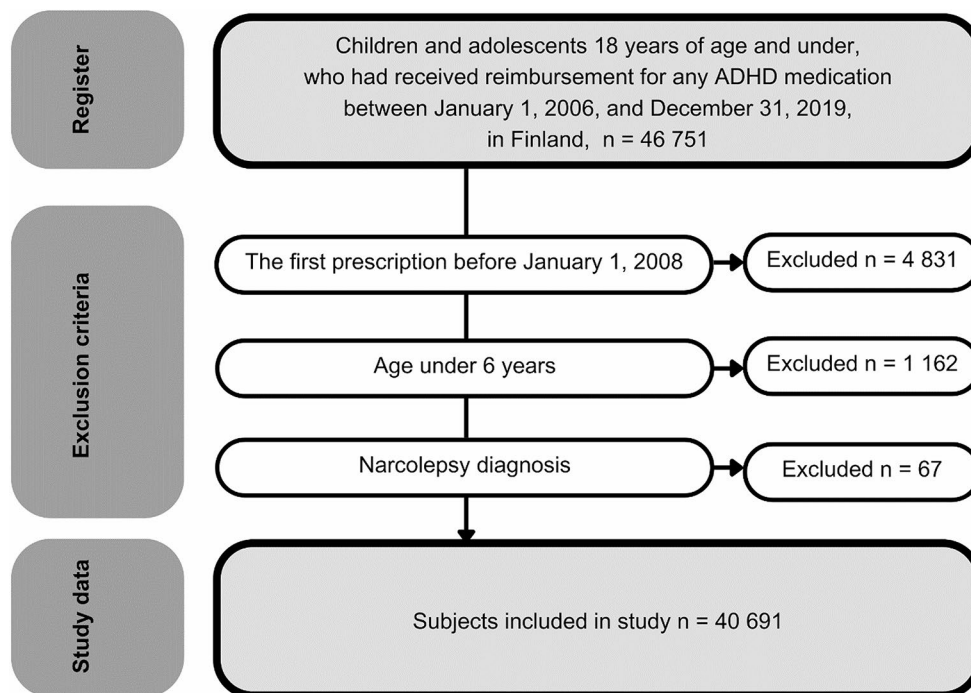 Register
Children and adolescents 18 years of age and under,
who had received reimbursement for any ADHD medication
between January 1, 2006, and December 31, 2019,
in Finland, n = 46 751
Exclusion criteria
The first prescription before January 1, 2008
Excluded n = 4 831
Age under 6 years
Excluded n = 1 162
Narcolepsy diagnosis
Excluded n = 67
Study data
Subjects included in study n = 40 691